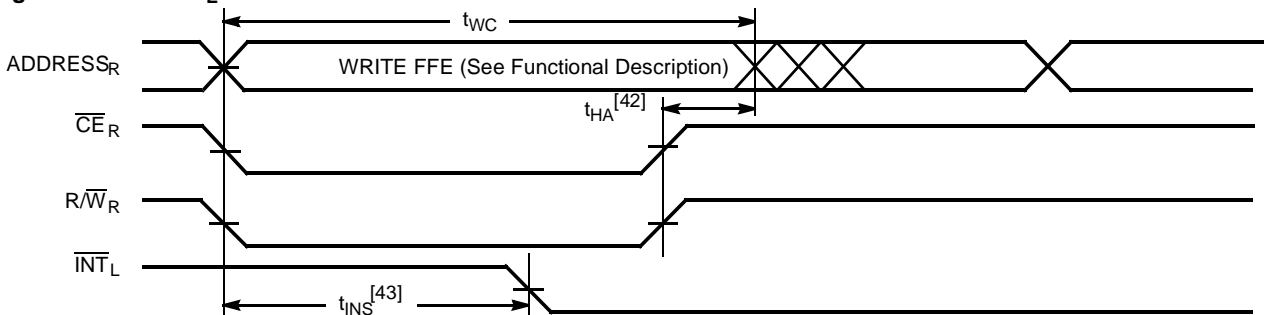 tWC
ADDRESSR
WRITE FFE (See Functional Description)
tHA[42]
CER
R/WR
INTL
tINS[43]